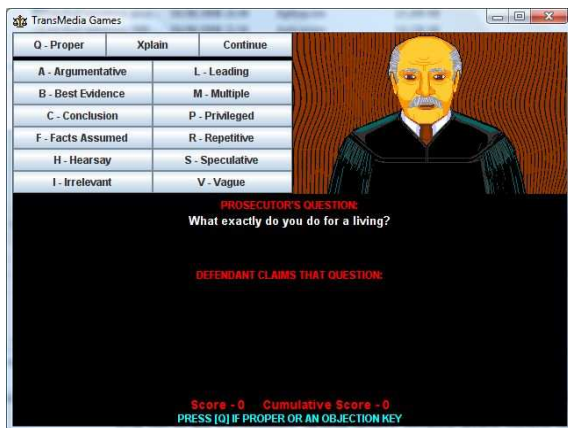 TransMedia Games
Q - Proper Xplain Continue
A - Argumentative L - Leading
B - Best Evidence M - Multiple
C - Conclusion P - Privileged
F - Facts Assumed R - Repetitive
H - Hearsay S - Speculative
I - Irrelevant V - Vague
PROSECUTOR'S QUESTION:
What exactly do you do for a living?
DEFENDANT CLAIMS THAT QUESTION:
Score - 0 Cumulative Score - 0
PRESS [Q] IF PROPER OR AN OBJECTION KEY